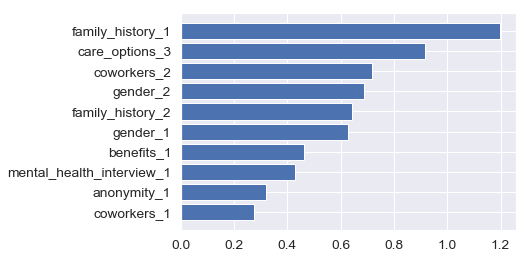 family_history_1
care_options_3
coworkers_2
gender_2
family_history_2
gender_1
benefits_1
mental_health_interview_1
anonymity_1
coworkers_1
0.0 0.2 0.4 0.6 0.8 1.0 1.2